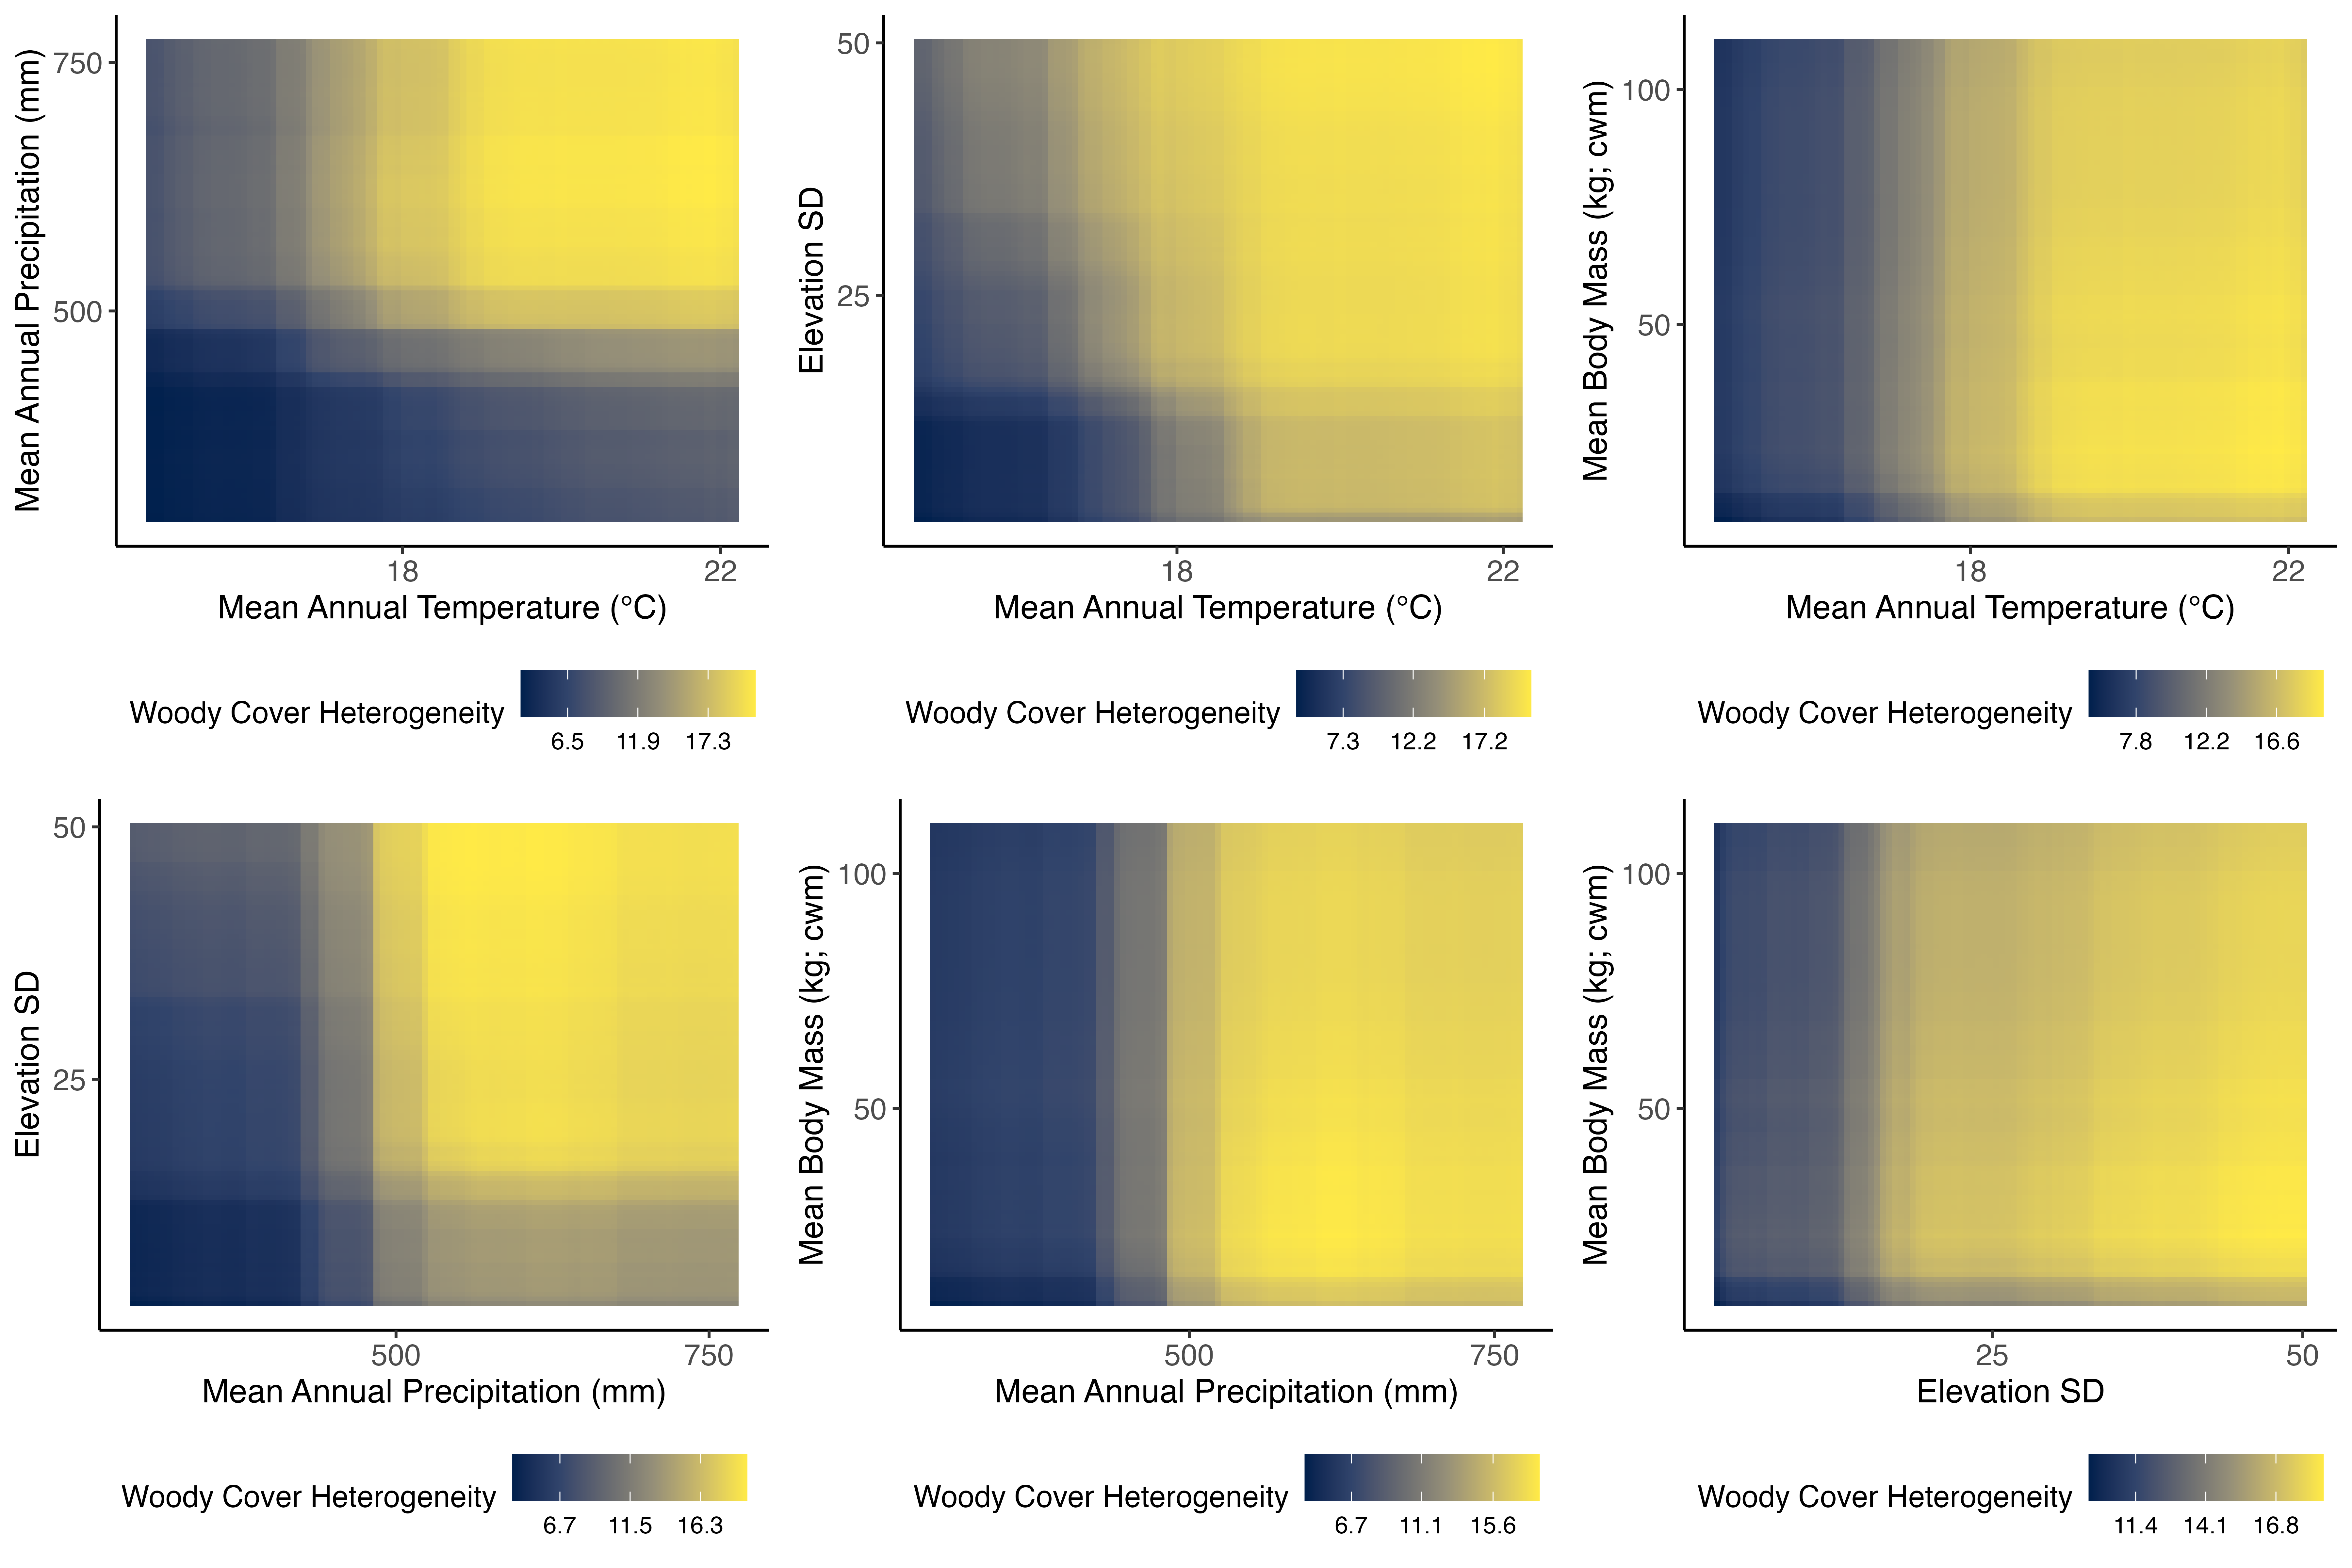 Mean Annual Precipitation (mm)
750
500
18 22
Mean Annual Temperature (°C)
Woody Cover Heterogeneity
6.5 11.9 17.3
Elevation SD
50
25
18 22
Mean Annual Temperature (°C)
Woody Cover Heterogeneity
7.3 12.2 17.2
Mean Body Mass (kg; cwm)
100
50
18 22
Mean Annual Temperature (°C)
Woody Cover Heterogeneity
7.8 12.2 16.6
Elevation SD
50
25
500 750
Mean Annual Precipitation (mm)
Woody Cover Heterogeneity
6.7 11.5 16.3
Mean Body Mass (kg; cwm)
100
50
500 750
Mean Annual Precipitation (mm)
Woody Cover Heterogeneity
6.7 11.1 15.6
Mean Body Mass (kg; cwm)
100
50
25 50
Elevation SD
Woody Cover Heterogeneity
11.4 14.1 16.8